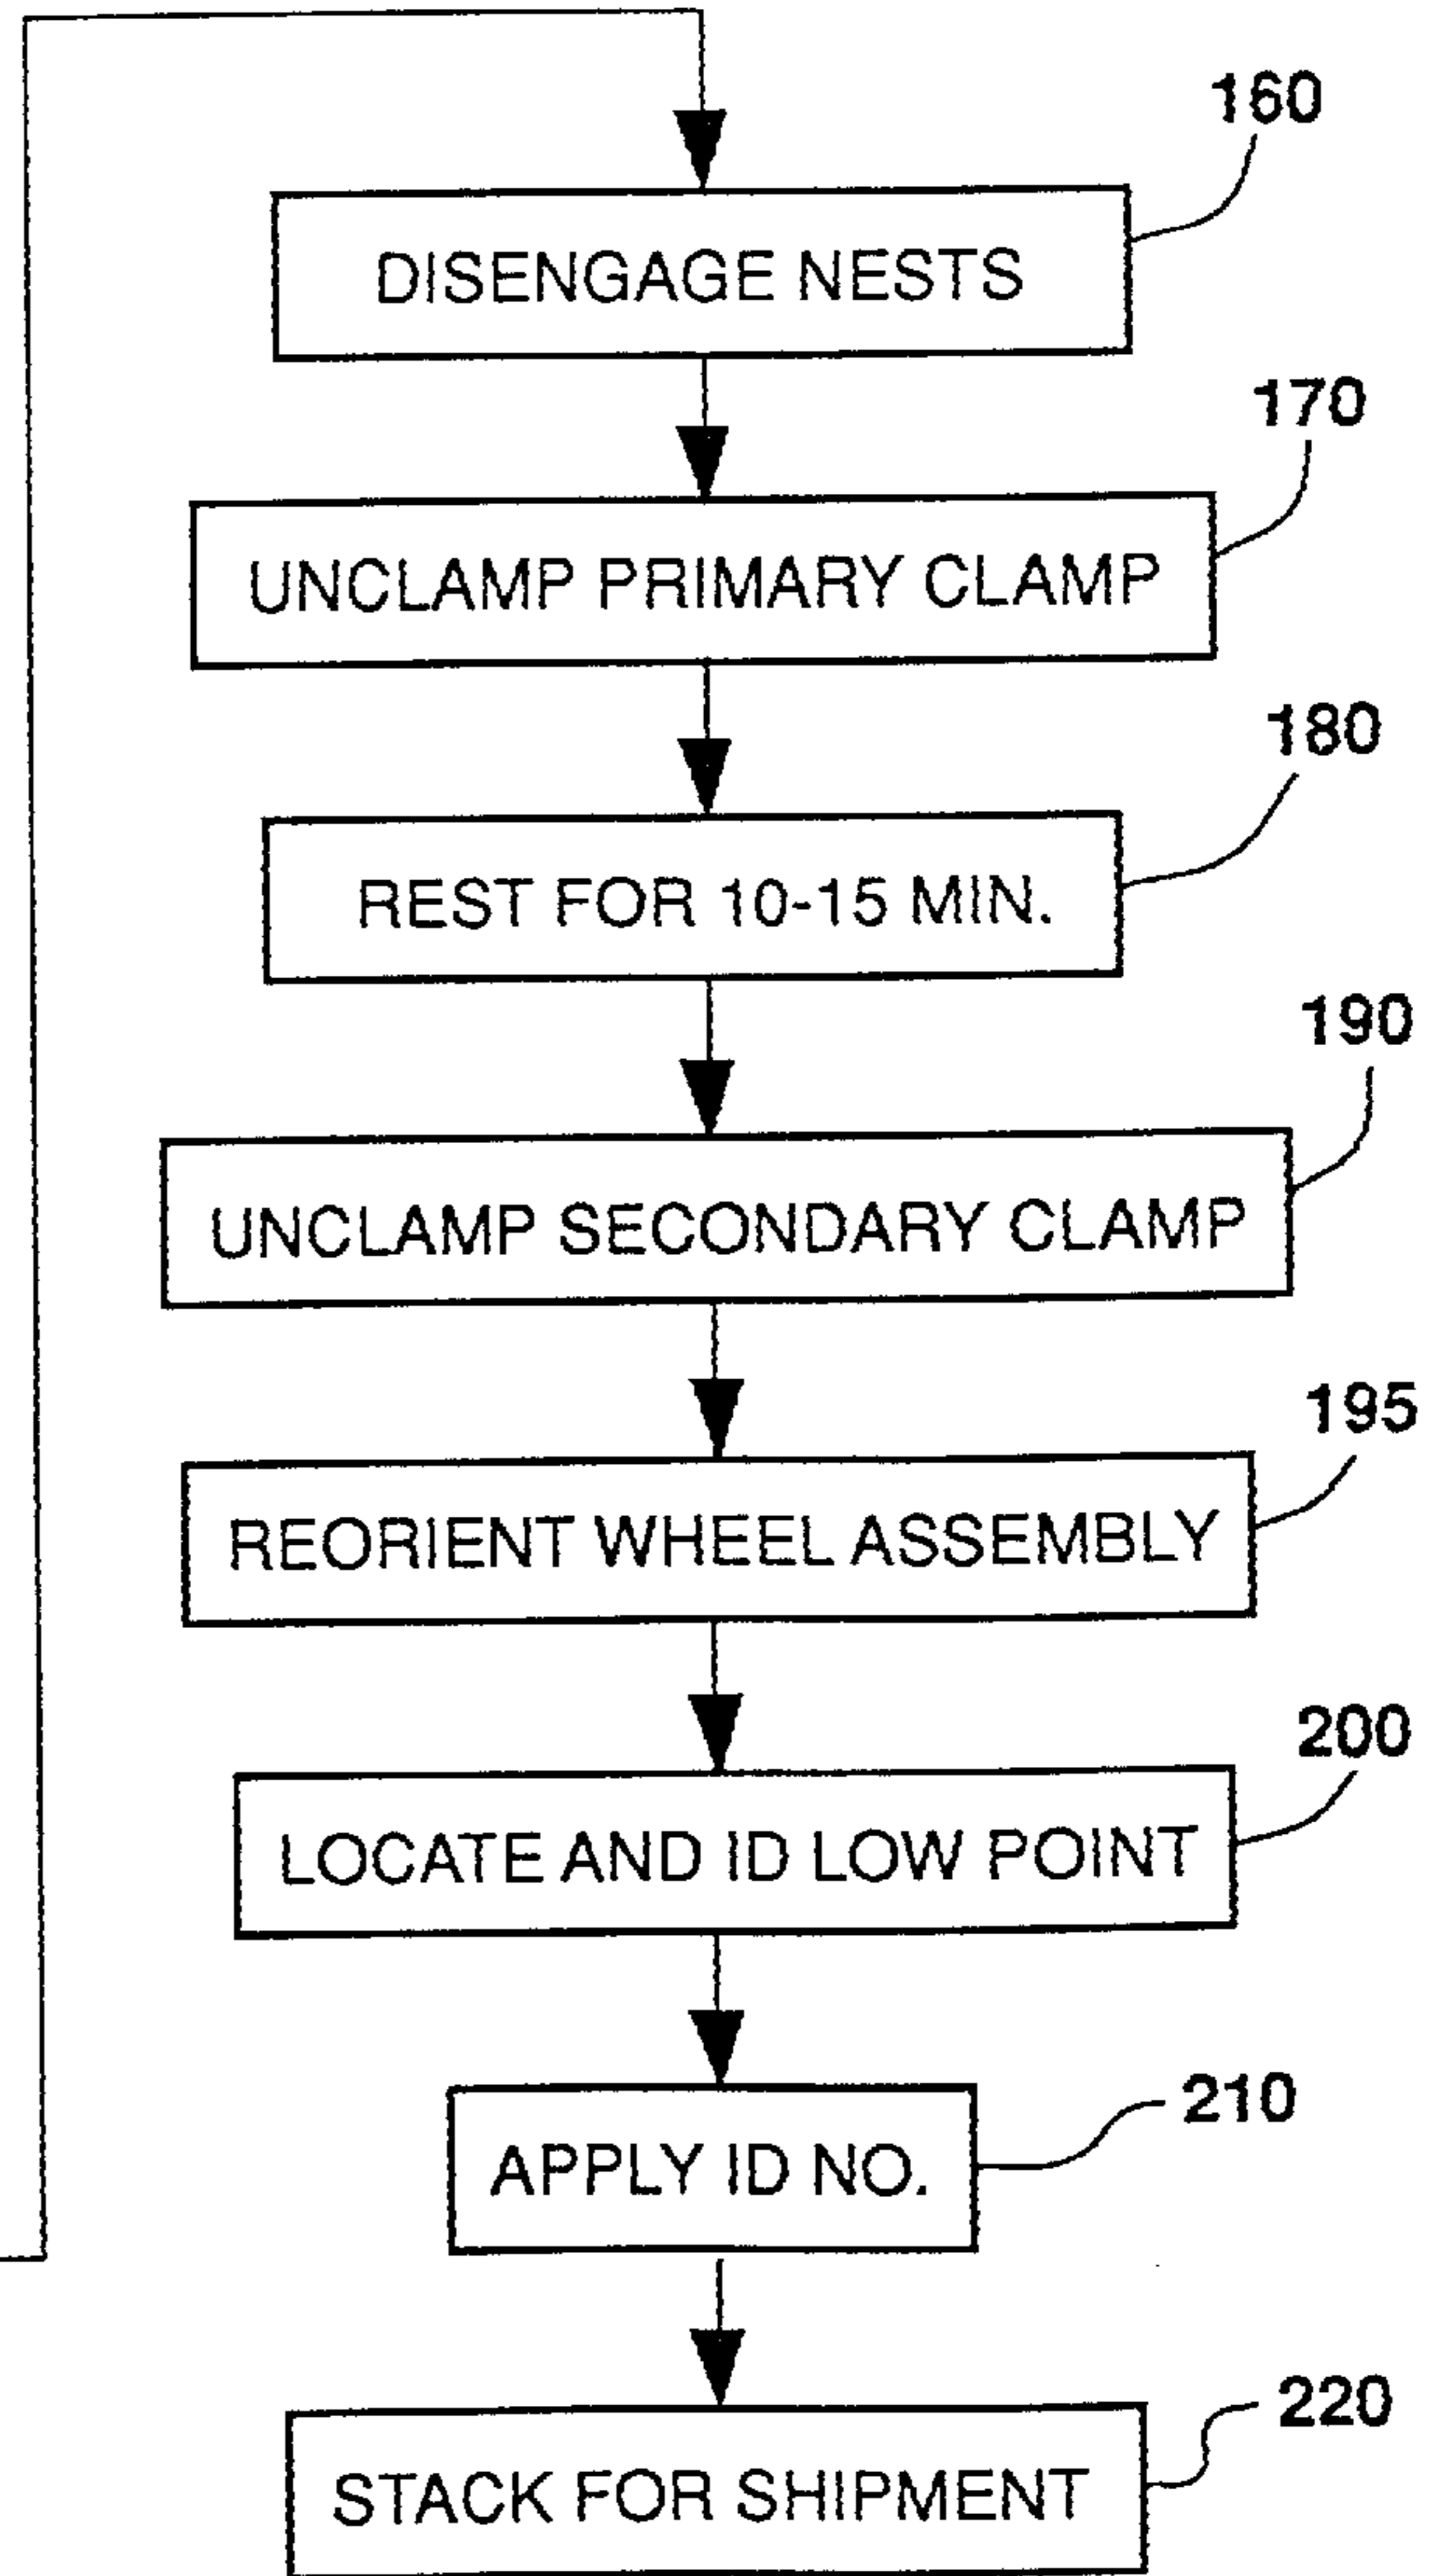 160
DISENGAGE NESTS
170
UNCLAMP PRIMARY CLAMP
180
REST FOR 10-15 MIN.
190
UNCLAMP SECONDARY CLAMP
195
REORIENT WHEEL ASSEMBLY
200
LOCATE AND ID LOW POINT
210
APPLY ID NO.
220
STACK FOR SHIPMENT